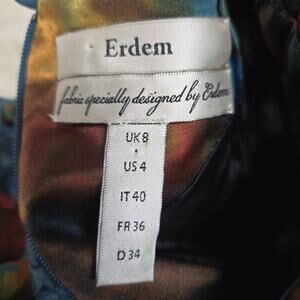 Erdem
fabric specially designed by Erdem
UK 8
US 4
IT 40
FR 36
D 34